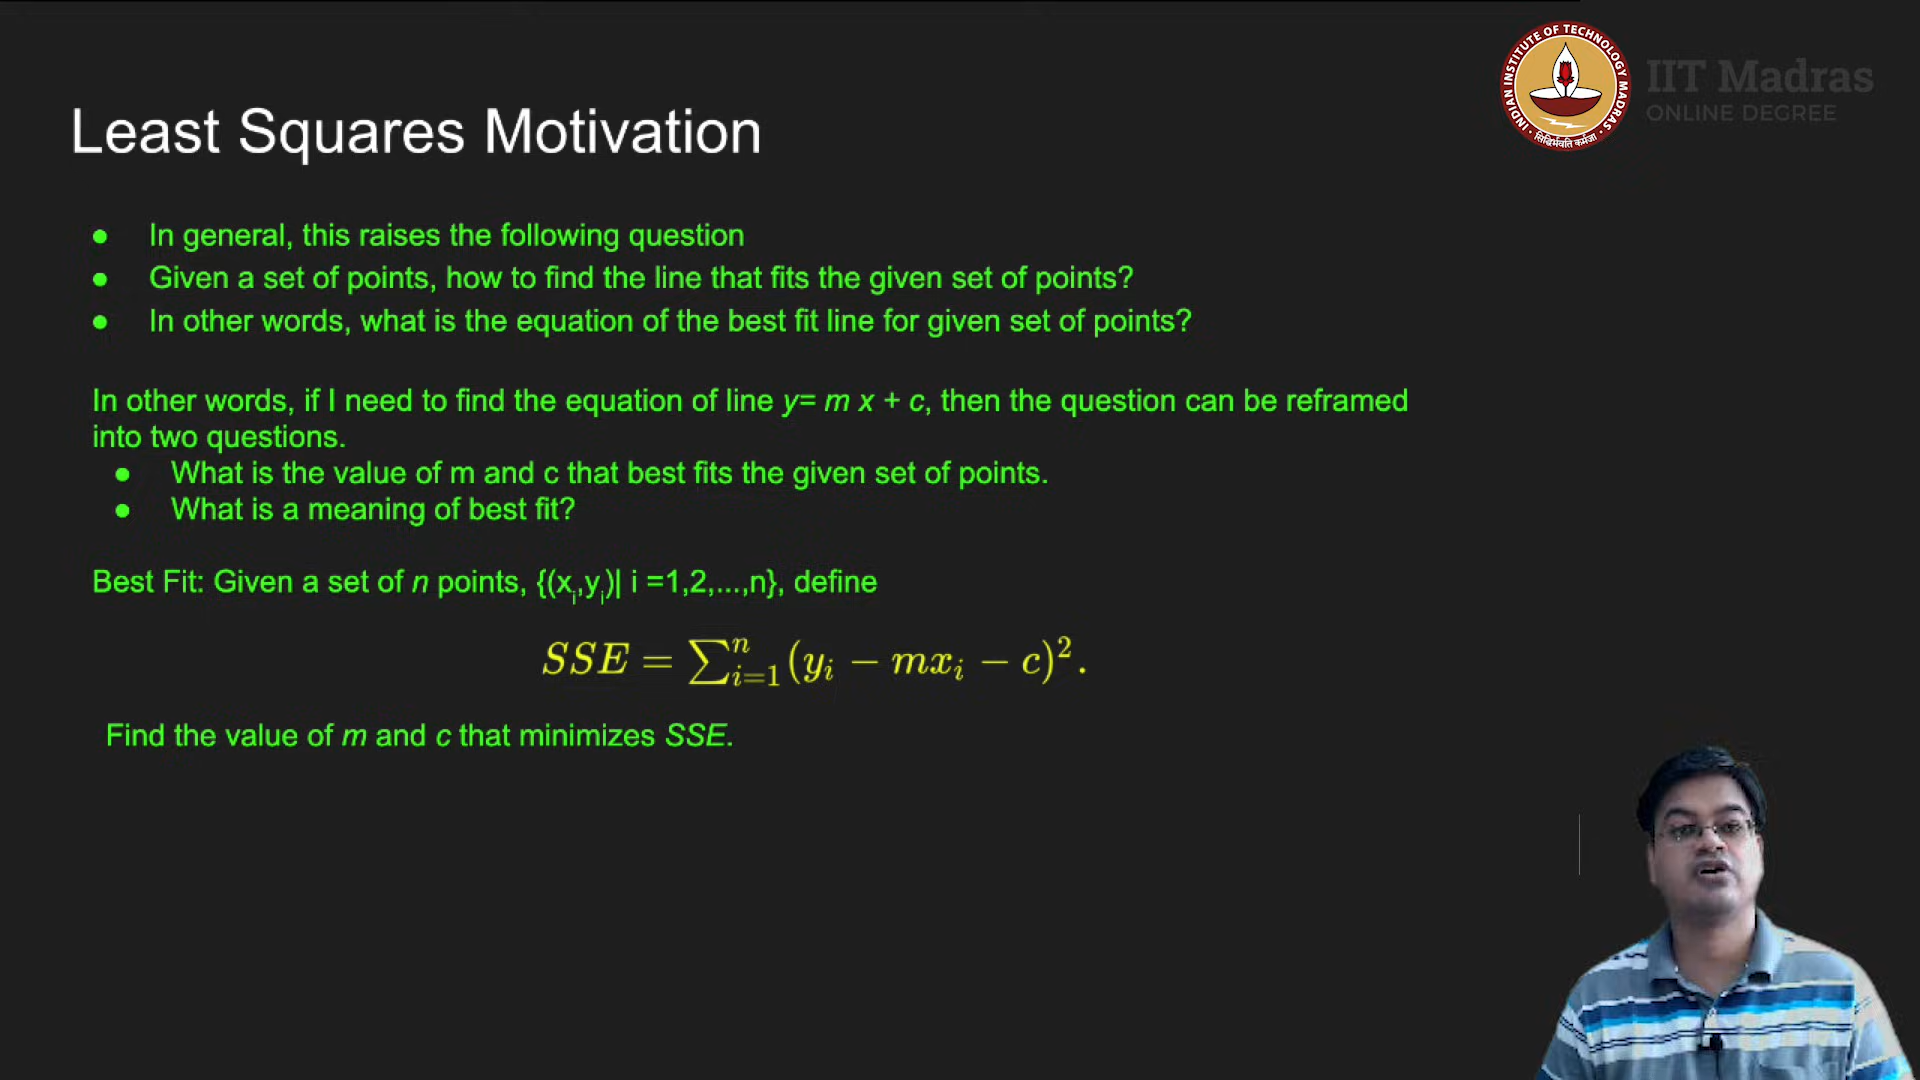 INDIAN INSTITUTE OF TECHNOLOGY MADRAS
सिद्धिर्भवति कर्मजा
IIT Madras
ONLINE DEGREE
Least Squares Motivation
● In general, this raises the following question
● Given a set of points, how to find the line that fits the given set of points?
● In other words, what is the equation of the best fit line for given set of points?
In other words, if I need to find the equation of line y= m x + c, then the question can be reframed
into two questions.
● What is the value of m and c that best fits the given set of points.
● What is a meaning of best fit?
Best Fit: Given a set of n points, {(xᵢ,yᵢ)| i =1,2,...,n}, define
SSE = ∑ⁿᵢ₌₁(yᵢ − mxᵢ − c)².
Find the value of m and c that minimizes SSE.